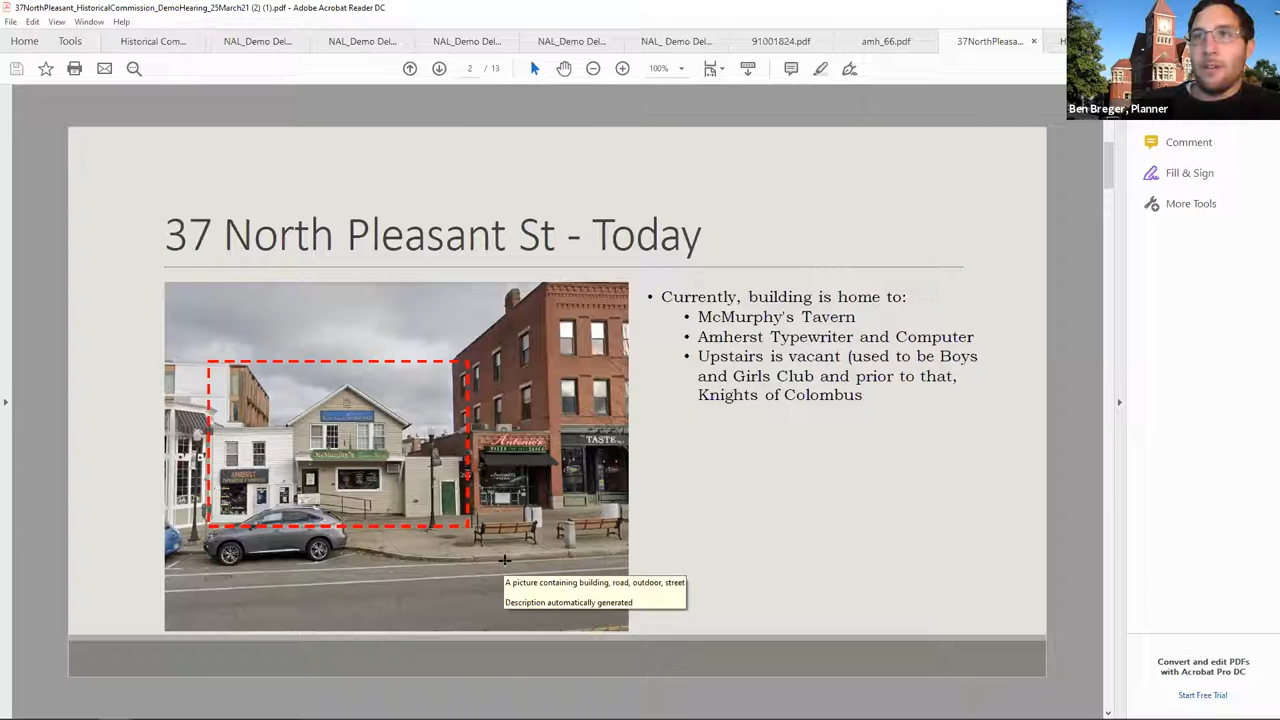 37NorthPleasant_HistoricalCommission_DemoHearing_25March21 (2) (1).pdf - Adobe Acrobat Reader DC
File Edit View Window Help
Home Tools Historical Com... NAL_Demo Del... NAL_Demo Del... NAL_Demo Del... NAL_Demo Del... NAL_ Demo Del... 91001824.pdf amh_66.pdf 37NorthPleasa... ×
/ 13 100%
Ben Breger, Planner
Comment
Fill & Sign
More Tools
37 North Pleasant St - Today
• Currently, building is home to:
• McMurphy's Tavern
• Amherst Typewriter and Computer
• Upstairs is vacant (used to be Boys
and Girls Club and prior to that,
Knights of Colombus
AMHERST
McMurphy's
Antonio's
TASTE
A picture containing building, road, outdoor, street
Description automatically generated
Convert and edit PDFs
with Acrobat Pro DC
Start Free Trial